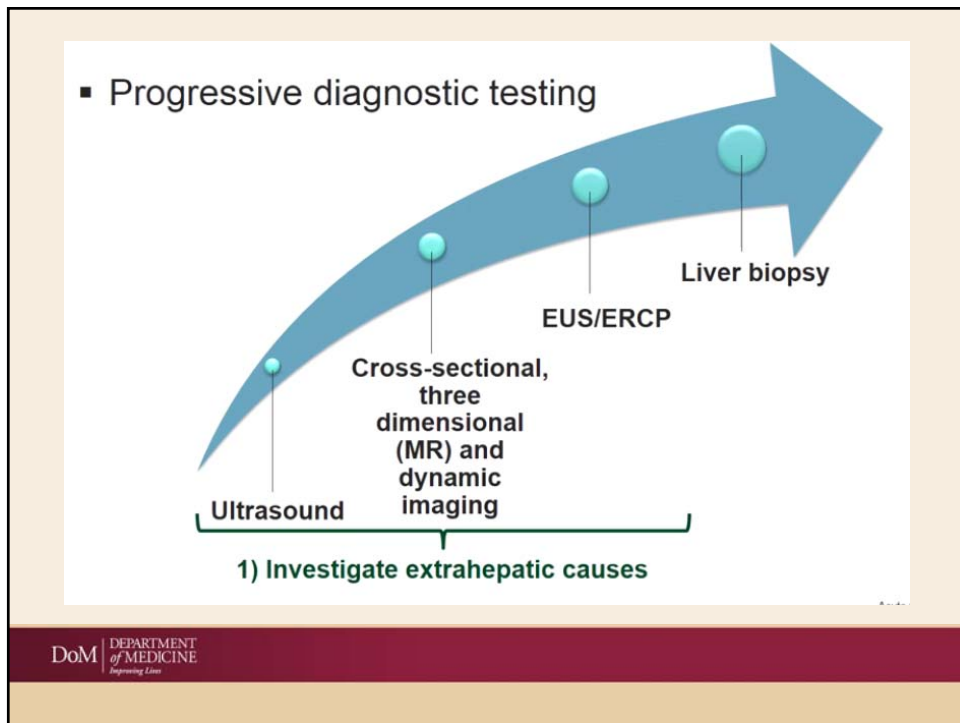 ▪ Progressive diagnostic testing
Liver biopsy
EUS/ERCP
Cross-sectional,
three
dimensional
(MR) and
dynamic
imaging
Ultrasound
1) Investigate extrahepatic causes
DoM
DEPARTMENT
of MEDICINE
Improving Lives